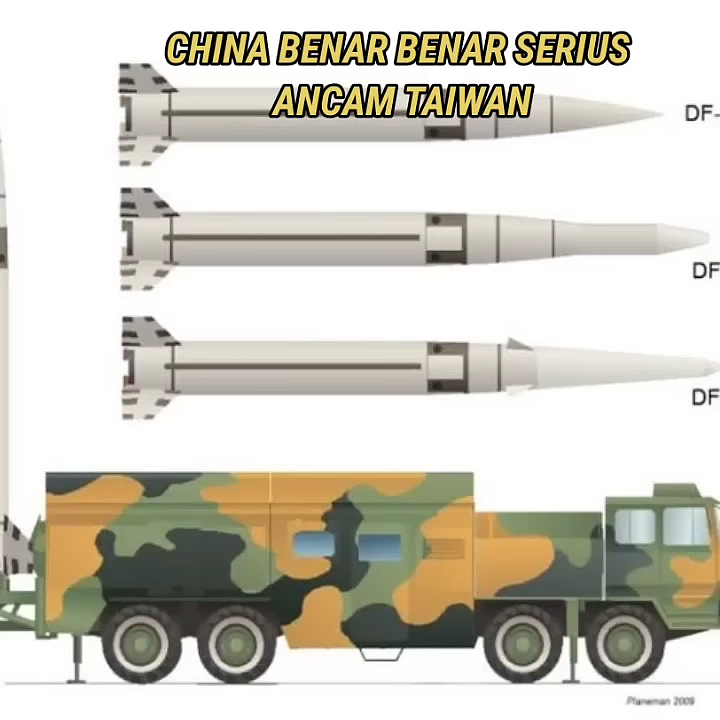 CHINA BENAR BENAR SERIUS
ANCAM TAIWAN
DF-
DF
DF
Planeman 2009